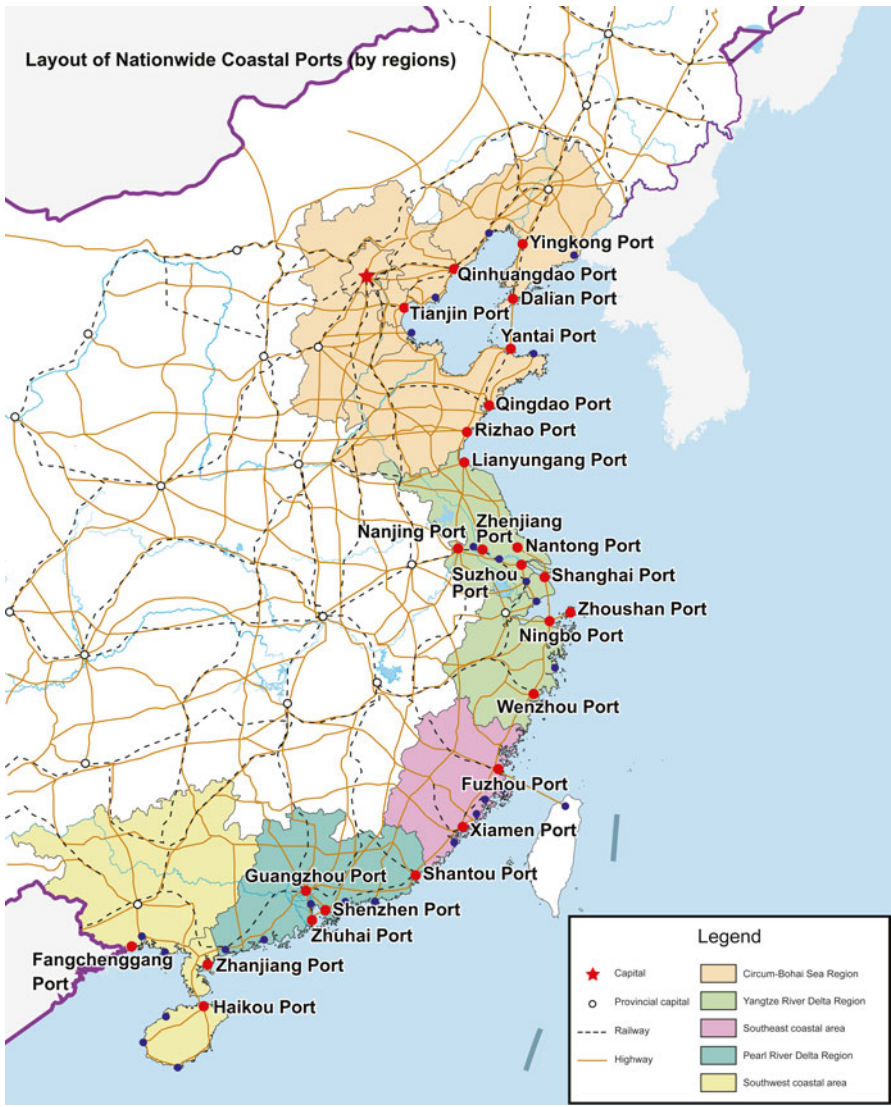 Layout of Nationwide Coastal Ports (by regions)
Yingkong Port
Qinhuangdao Port
Dalian Port
Tianjin Port
Yantai Port
Qingdao Port
Rizhao Port
Lianyungang Port
Zhenjiang
Port
Nanjing Port
Nantong Port
Suzhou
Port
Shanghai Port
Zhoushan Port
Ningbo Port
Wenzhou Port
Fuzhou Port
Xiamen Port
Shantou Port
Guangzhou Port
Shenzhen Port
Zhuhai Port
Fangchenggang
Port
Zhanjiang Port
Haikou Port
Legend
Capital
Circum-Bohai Sea Region
Provincial capital
Yangtze River Delta Region
Railway
Southeast coastal area
Highway
Pearl River Delta Region
Southwest coastal area